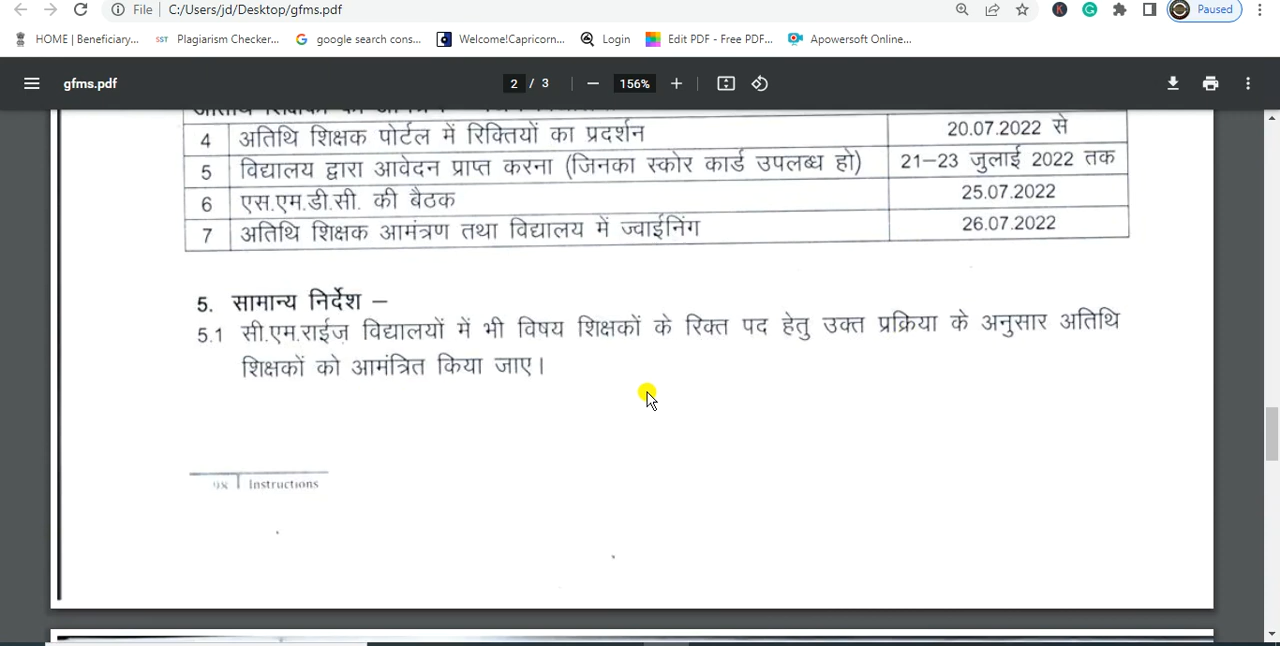 File C:/Users/jd/Desktop/gfms.pdf Paused
HOME | Beneficiary... SST Plagiarism Checker... google search cons... Welcome!Capricorn... Login Edit PDF - Free PDF... Apowersoft Online...
gfms.pdf 2 / 3 156%
4 अतिथि शिक्षक पोर्टल में रिक्तियों का प्रदर्शन 20.07.2022 से
5 विद्यालय द्वारा आवेदन प्राप्त करना (जिनका स्कोर कार्ड उपलब्ध हो) 21–23 जुलाई 2022 तक
6 एस.एम.डी.सी. की बैठक 25.07.2022
7 अतिथि शिक्षक आमंत्रण तथा विद्यालय में ज्वाईनिंग 26.07.2022
5. सामान्य निर्देश –
5.1 सी.एम.राईज़ विद्यालयों में भी विषय शिक्षकों के रिक्त पद हेतु उक्त प्रक्रिया के अनुसार अतिथि
शिक्षकों को आमंत्रित किया जाए।
Instructions